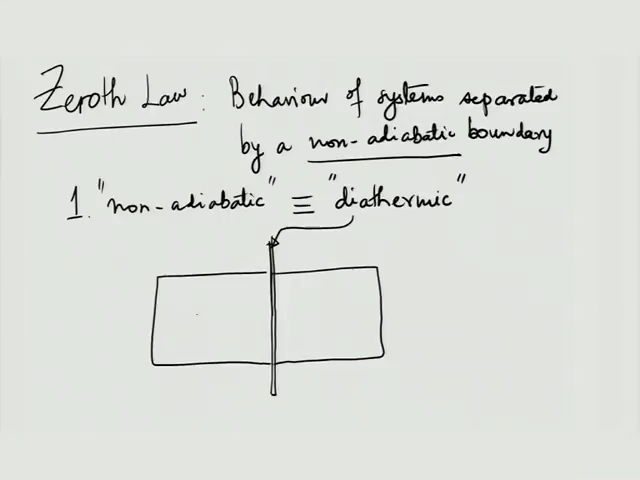 Zeroth Law : Behaviour of systems separated
by a non-adiabatic boundary
1. "non-adiabatic" ≡ "diathermic"